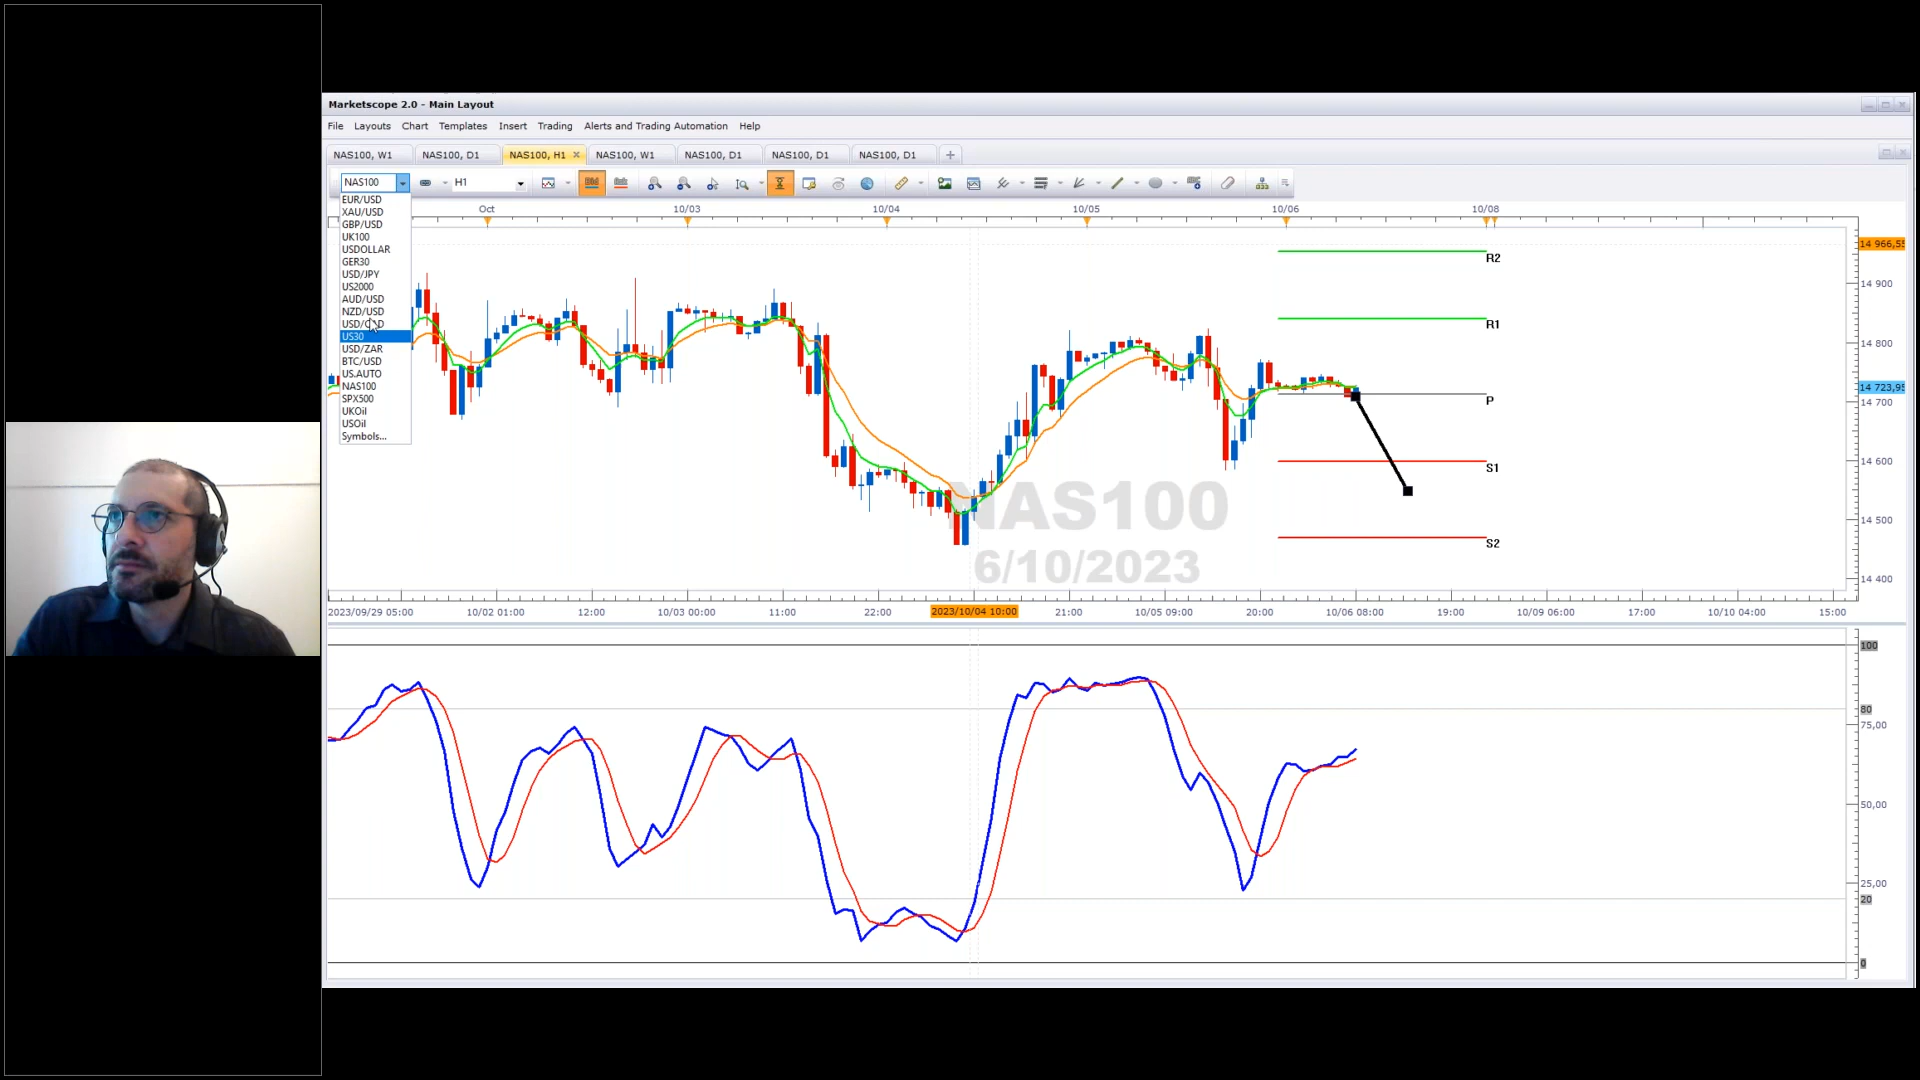 Marketscope 2.0 - Main Layout
File Layouts Chart Templates Insert Trading Alerts and Trading Automation Help
NAS100, W1 NAS100, D1 NAS100, H1 NAS100, W1 NAS100, D1 NAS100, D1 NAS100, D1
NAS100 H1
EUR/USD
XAU/USD
GBP/USD
UK100
USDOLLAR
GER30
USD/JPY
US2000
AUD/USD
NZD/USD
US30
USD/ZAR
BTC/USD
US.AUTO
NAS100
SPX500
UKOil
USOil
Symbols...
Oct 10/03 10/04 10/05 10/06 10/08
R2
R1
P
S1
S2
14 966,55
14 900
14 800
14 723,95
14 700
14 600
14 500
14 400
NAS100
6/10/2023
2023/09/29 05:00 10/02 01:00 12:00 10/03 00:00 11:00 22:00 2023/10/04 10:00 21:00 10/05 09:00 20:00 10/06 08:00 19:00 10/09 06:00 17:00 10/10 04:00 15:00
100
80
75,00
50,00
25,00
20
0